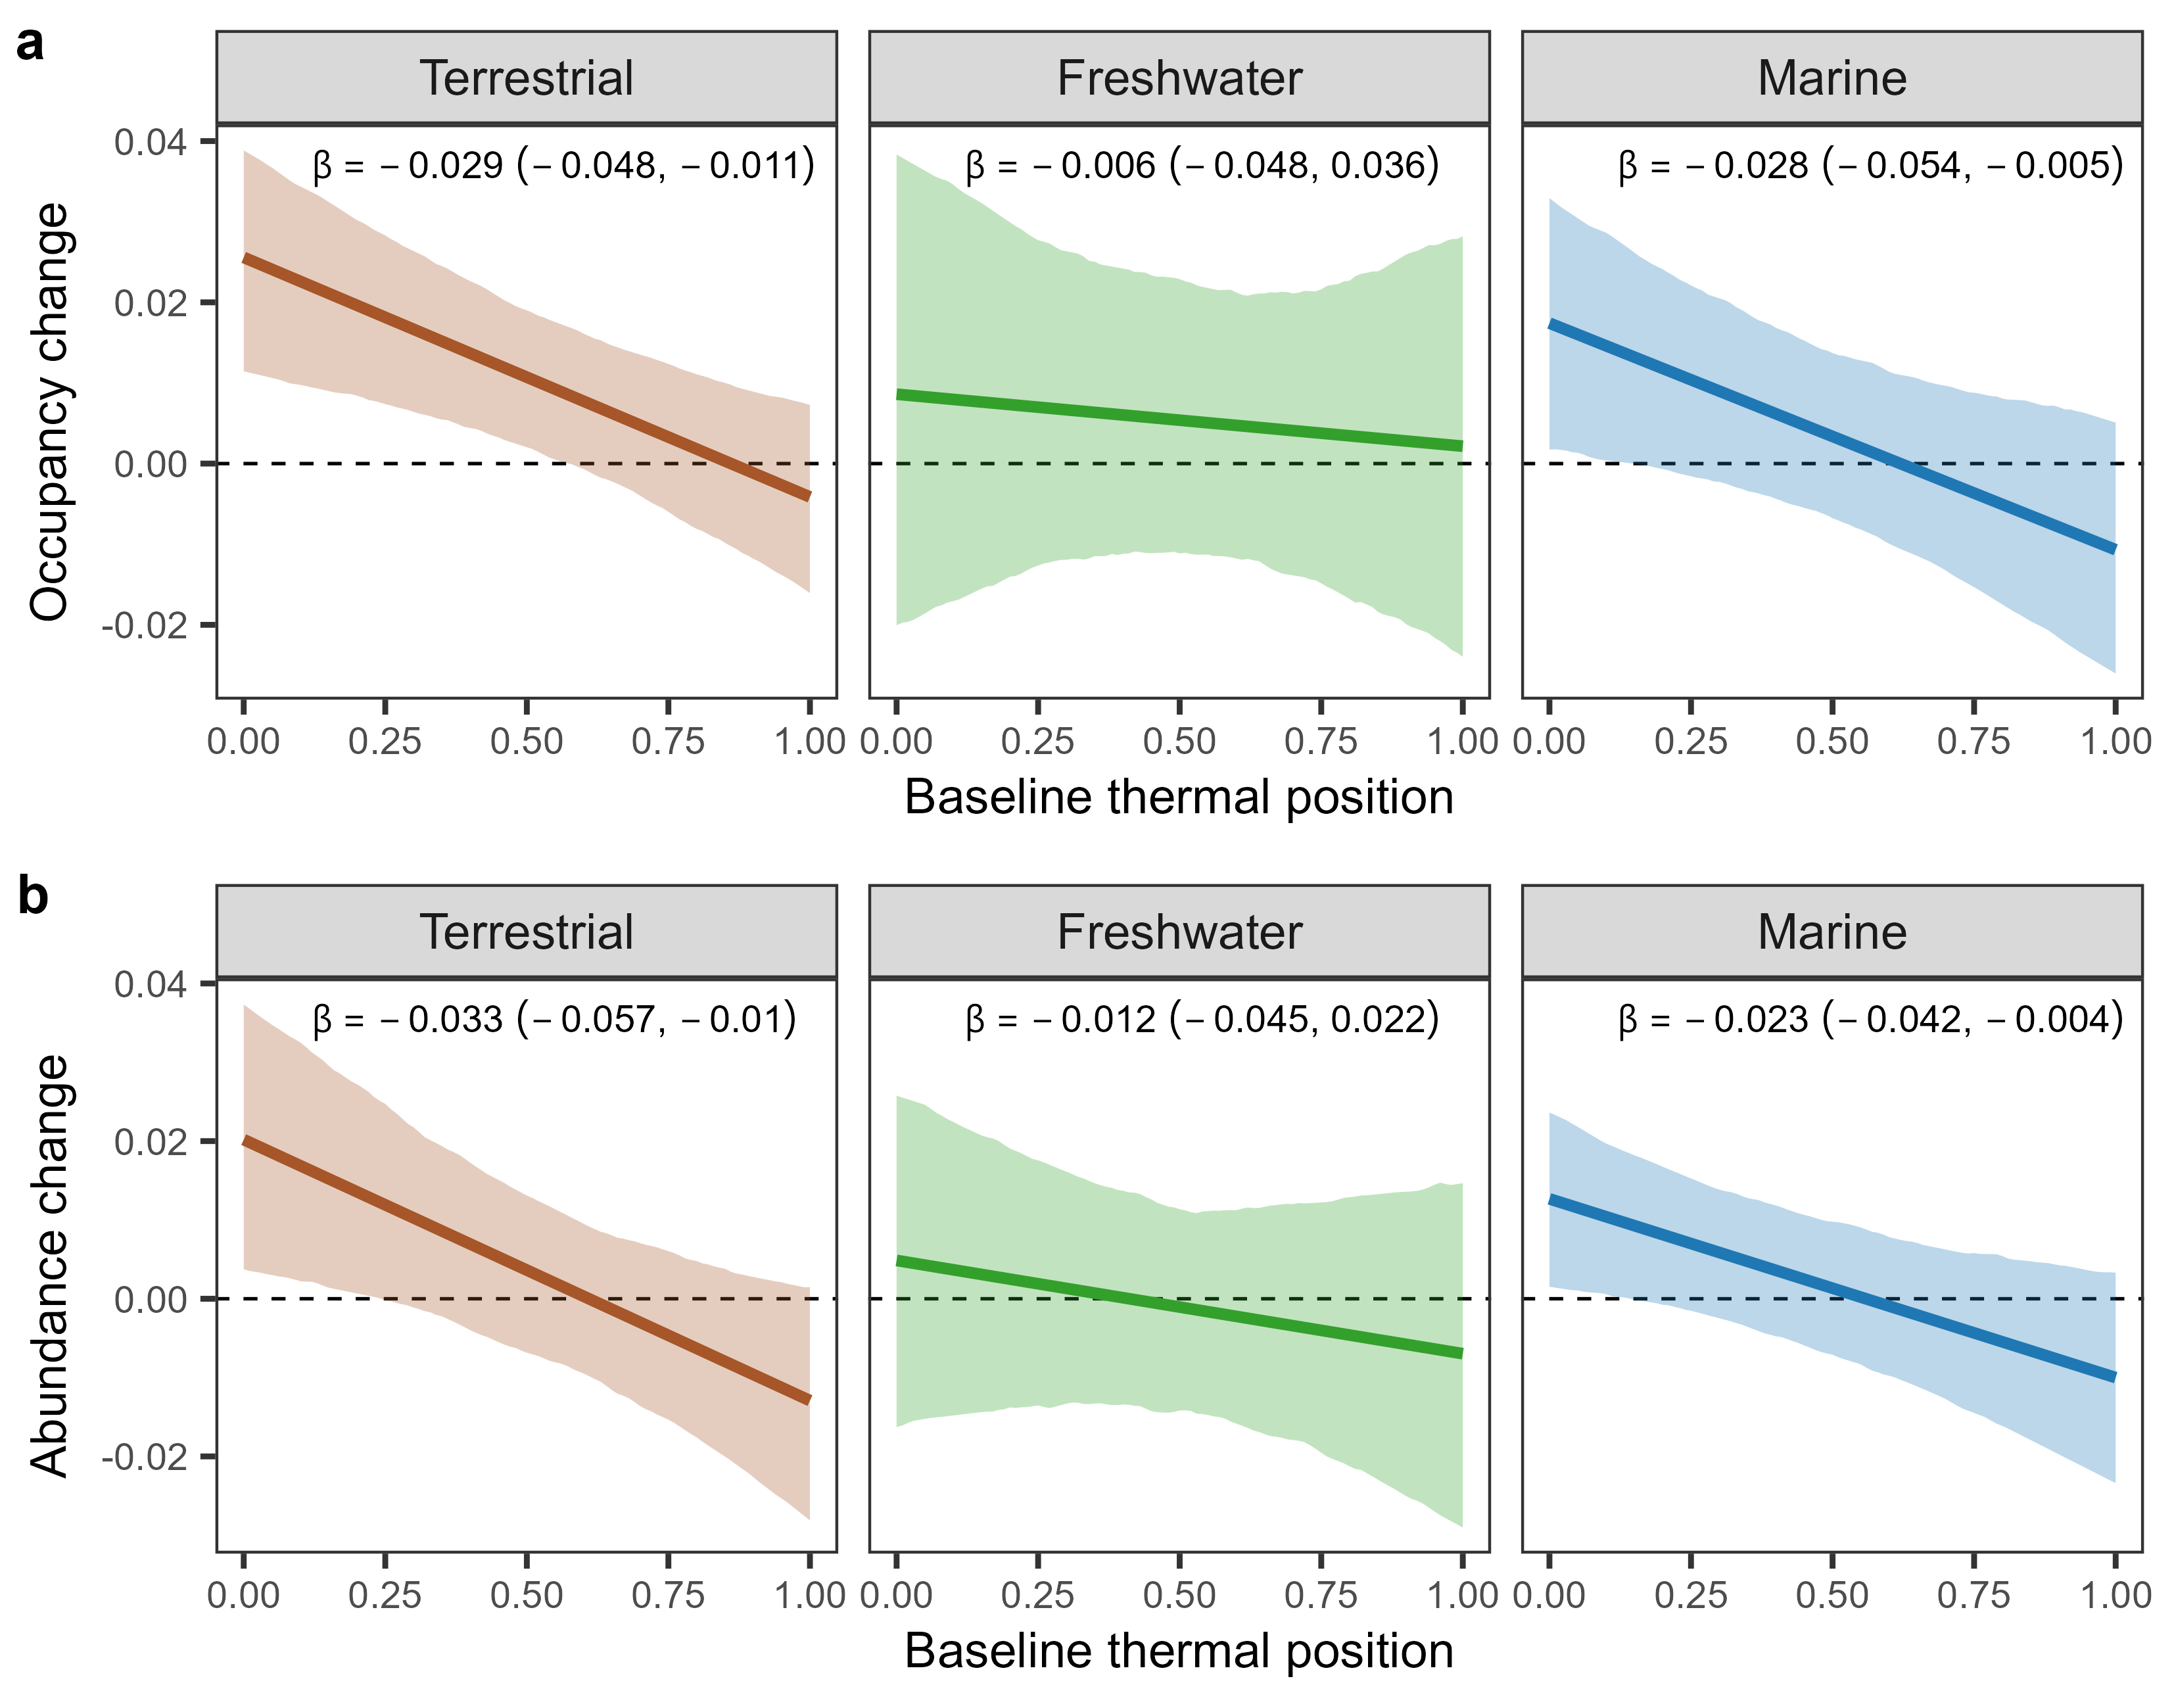 a
Terrestrial Freshwater Marine
β = − 0.029 (− 0.048, − 0.011) β = − 0.006 (− 0.048, 0.036) β = − 0.028 (− 0.054, − 0.005)
Occupancy change
0.04
0.02
0.00
-0.02
0.00 0.25 0.50 0.75 1.00 0.00 0.25 0.50 0.75 1.00 0.00 0.25 0.50 0.75 1.00
Baseline thermal position
b
Terrestrial Freshwater Marine
β = − 0.033 (− 0.057, − 0.01) β = − 0.012 (− 0.045, 0.022) β = − 0.023 (− 0.042, − 0.004)
Abundance change
0.04
0.02
0.00
-0.02
0.00 0.25 0.50 0.75 1.00 0.00 0.25 0.50 0.75 1.00 0.00 0.25 0.50 0.75 1.00
Baseline thermal position